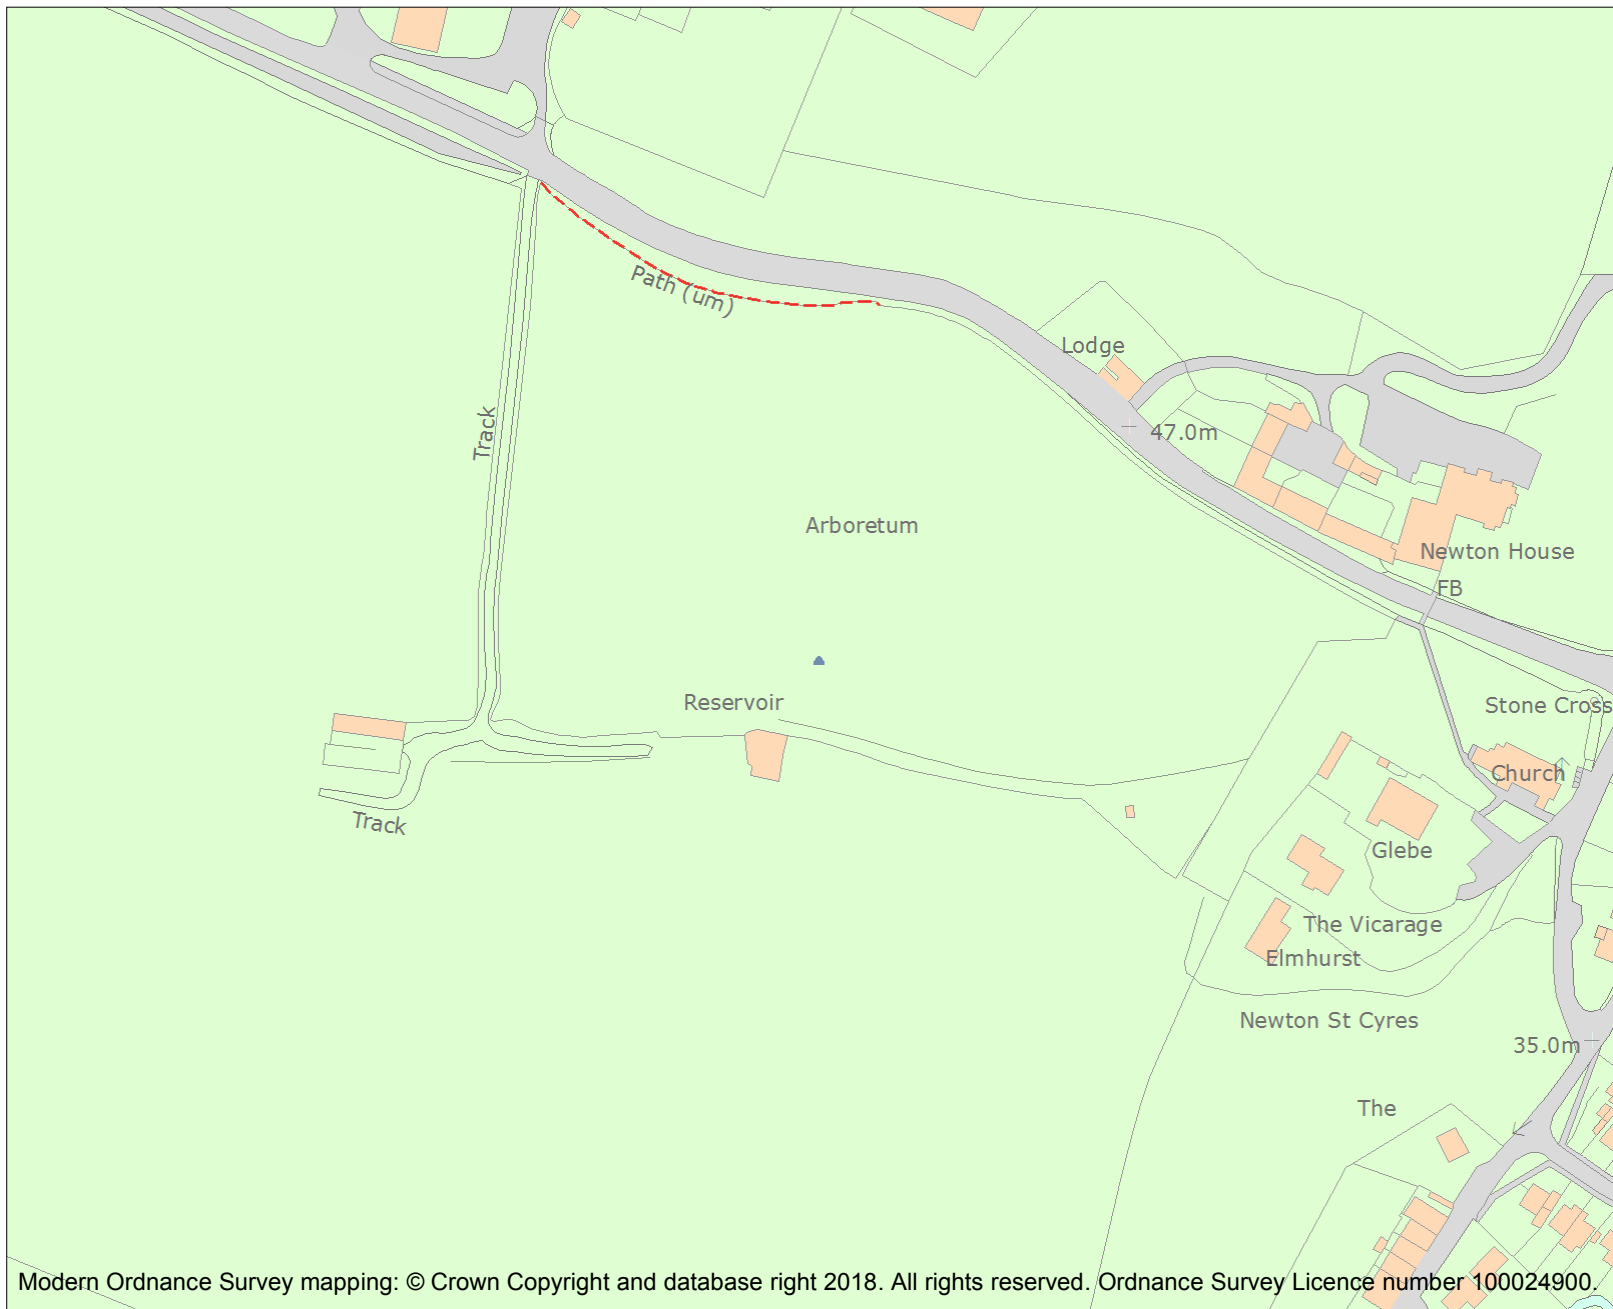 Path (um)
Lodge
Track
47.0m
Arboretum
Newton House
FB
Reservoir
Stone Cross
Church
Track
Glebe
The Vicarage
Elmhurst
Newton St Cyres
35.0m
The
Modern Ordnance Survey mapping: © Crown Copyright and database right 2018. All rights reserved. Ordnance Survey Licence number 100024900.